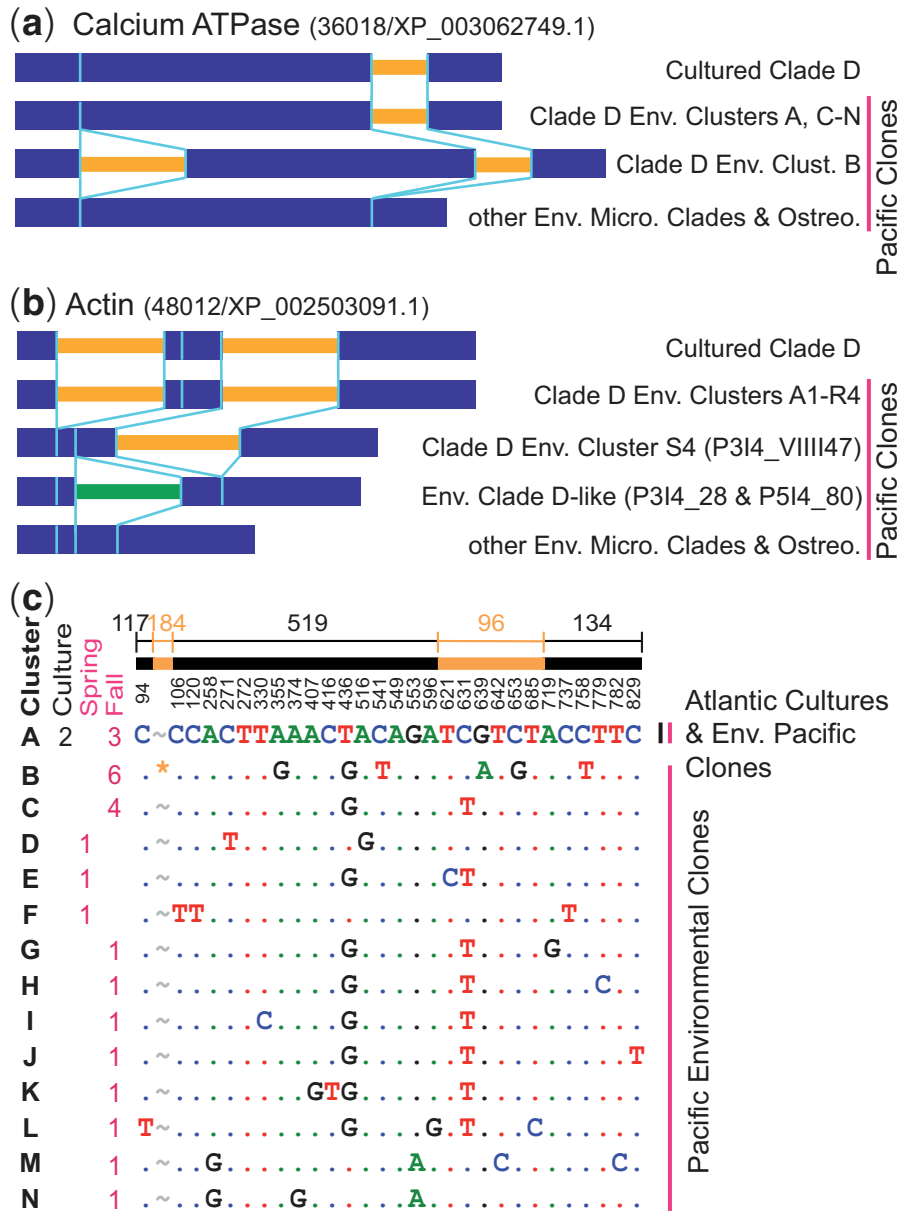 (a) Calcium ATPase (36018/XP_003062749.1)
Cultured Clade D
Clade D Env. Clusters A, C-N
Clade D Env. Clust. B
other Env. Micro. Clades & Ostreo.
Pacific Clones
(b) Actin (48012/XP_002503091.1)
Cultured Clade D
Clade D Env. Clusters A1-R4
Clade D Env. Cluster S4 (P3I4_VIIII47)
Env. Clade D-like (P3I4_28 & P5I4_80)
other Env. Micro. Clades & Ostreo.
Pacific Clones
(c)
Cluster Culture Spring Fall
117 184 519 96 134
94 106 120 258 271 272 330 355 374 407 416 436 516 541 549 553 596 621 631 639 642 653 685 719 737 758 779 782 829
A 2 3 C~CCACTTAAACTACAGATCGTCTACCTTC
B 6 .*......G...G.T.....A.G...T...
C 4 .~..........G......T..........
D 1 .~...T.......G................
E 1 .~..........G.....CT..........
F 1 .~TT.....................T....
G 1 .~..........G......T....G.....
H 1 .~..........G......T.......C..
I 1 .~.....C....G......T..........
J 1 .~..........G......T.........T
K 1 .~........GTG......T..........
L 1 T~..........G....G.T...C......
M 1 .~..G...........A....C......C.
N 1 .~..G....G......A.............
Atlantic Cultures
& Env. Pacific
Clones
Pacific Environmental Clones